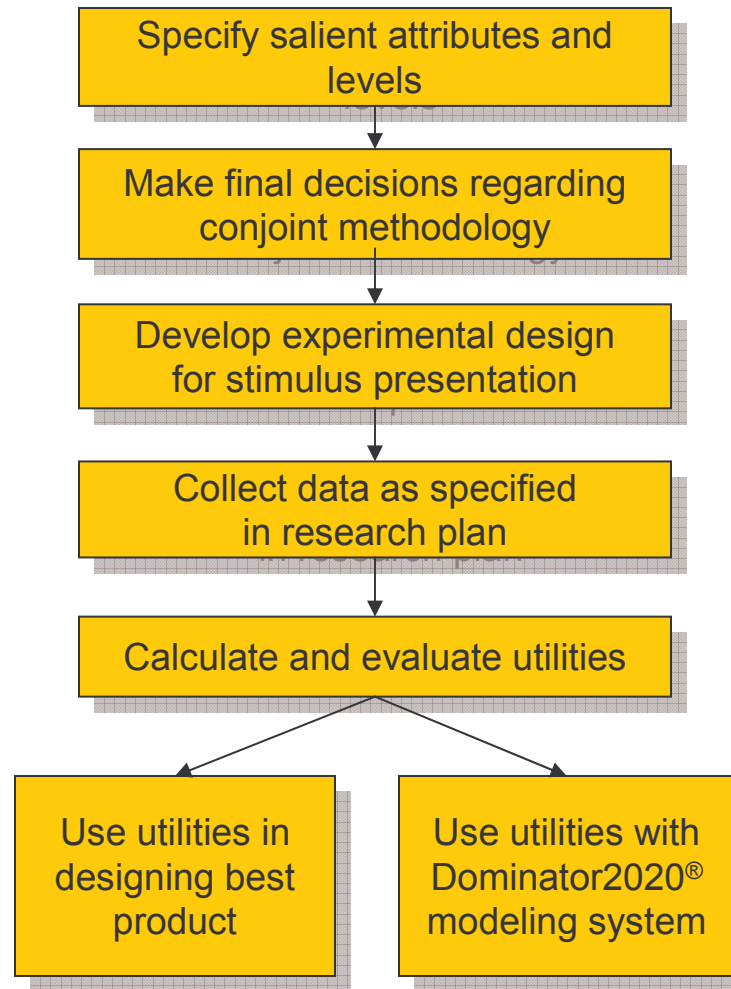 Specify salient attributes and
levels
Make final decisions regarding
conjoint methodology
Develop experimental design
for stimulus presentation
Collect data as specified
in research plan
Calculate and evaluate utilities
Use utilities in
designing best
product
Use utilities with
Dominator2020®
modeling system